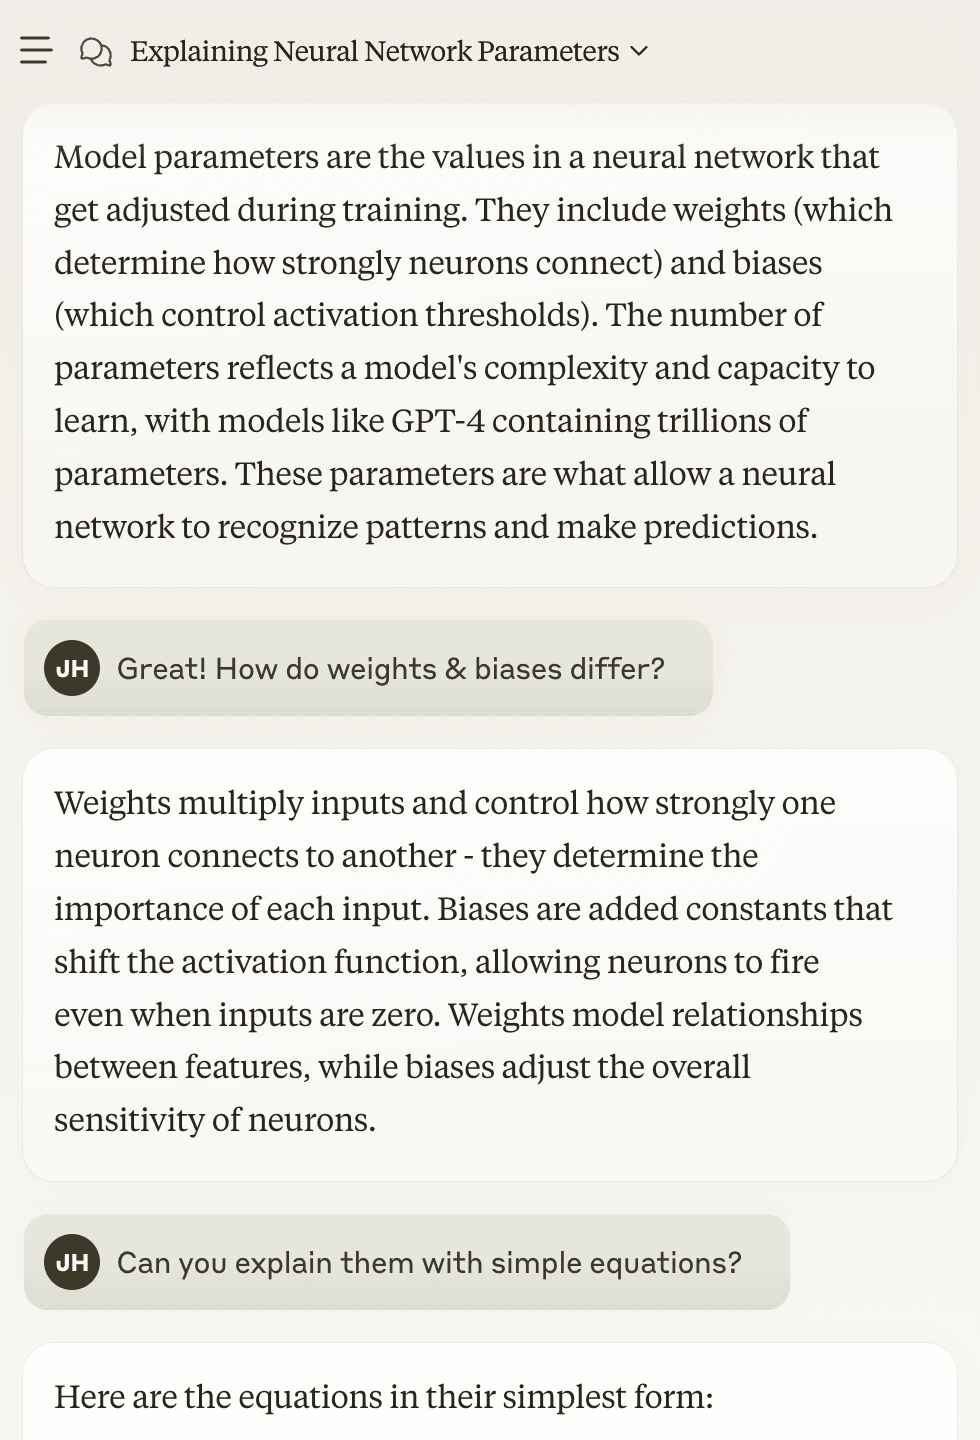 Explaining Neural Network Parameters
Model parameters are the values in a neural network that
get adjusted during training. They include weights (which
determine how strongly neurons connect) and biases
(which control activation thresholds). The number of
parameters reflects a model's complexity and capacity to
learn, with models like GPT-4 containing trillions of
parameters. These parameters are what allow a neural
network to recognize patterns and make predictions.
JH Great! How do weights & biases differ?
Weights multiply inputs and control how strongly one
neuron connects to another - they determine the
importance of each input. Biases are added constants that
shift the activation function, allowing neurons to fire
even when inputs are zero. Weights model relationships
between features, while biases adjust the overall
sensitivity of neurons.
JH Can you explain them with simple equations?
Here are the equations in their simplest form: